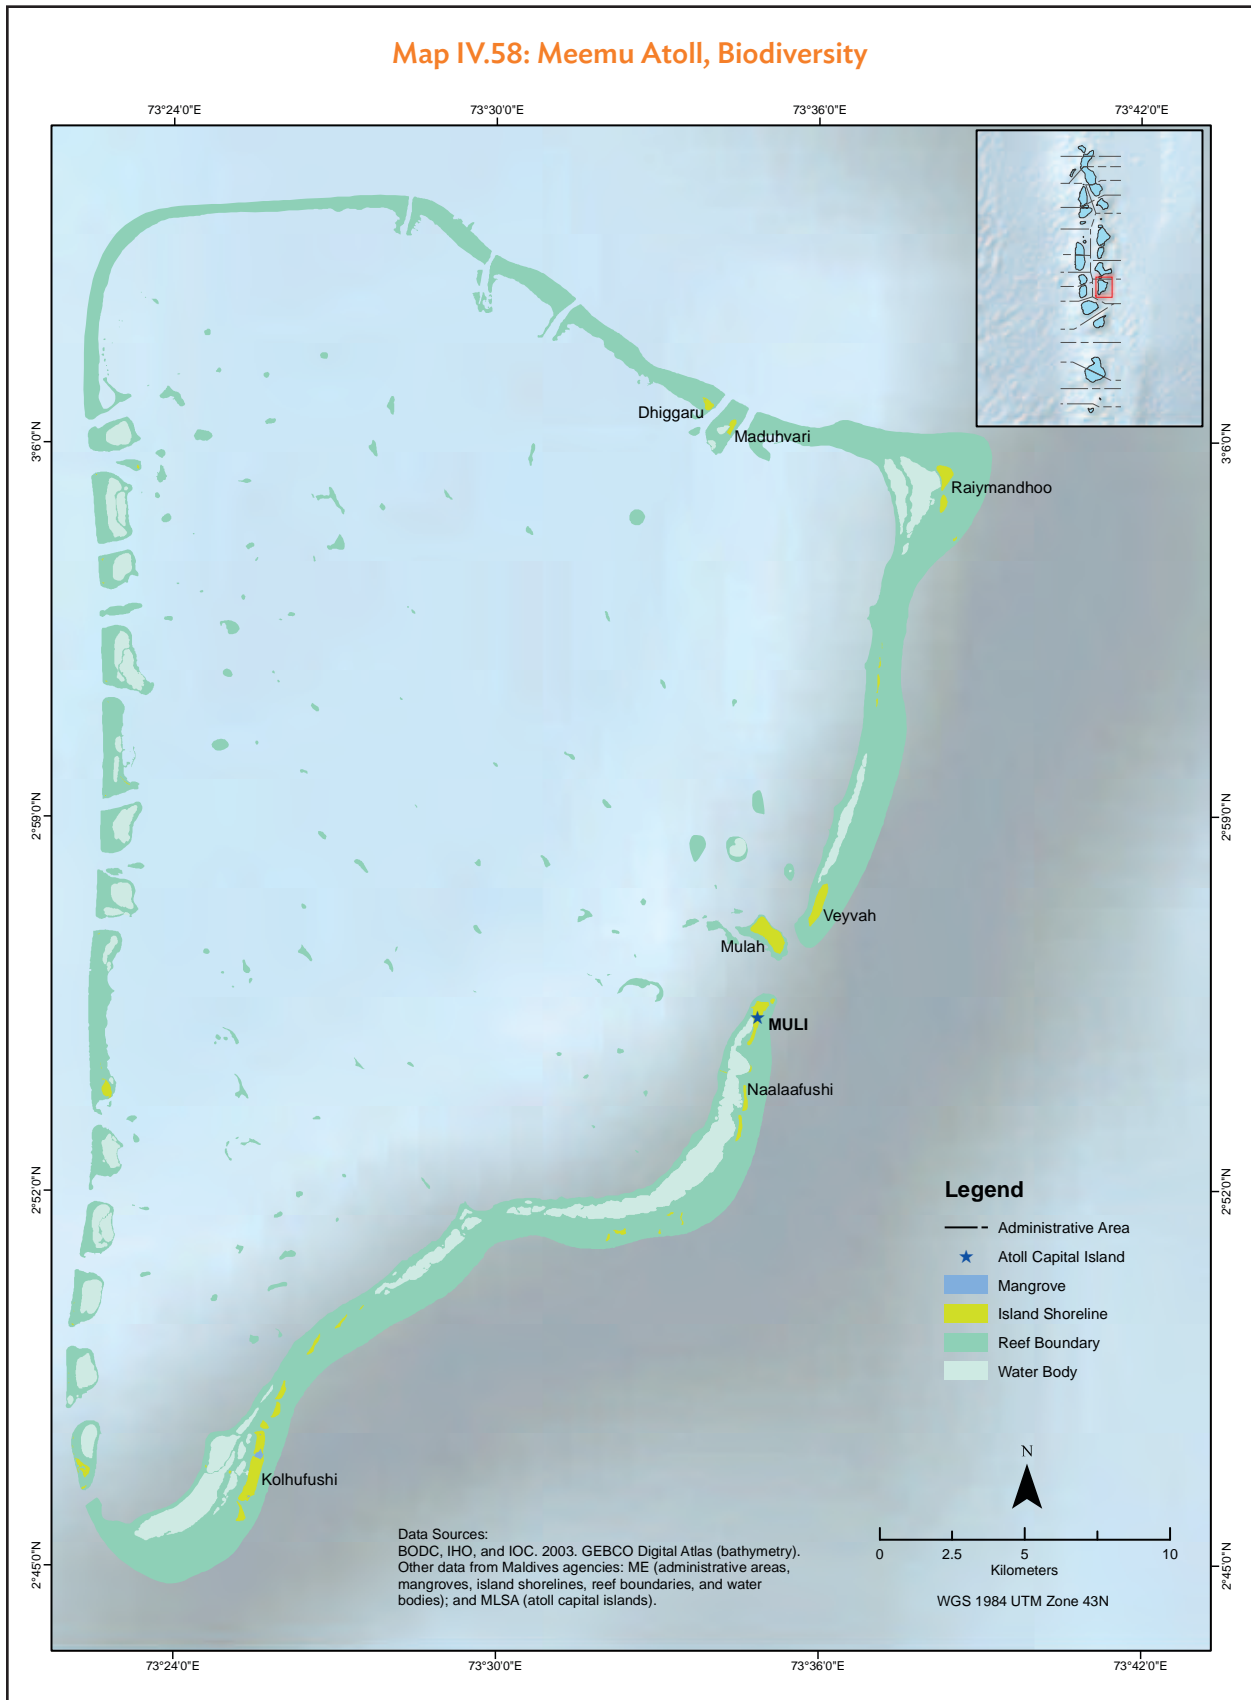 Map IV.58: Meemu Atoll, Biodiversity
73°24'0"E
73°30'0"E
73°36'0"E
73°42'0"E
3°6'0"N
3°6'0"N
2°59'0"N
2°59'0"N
2°52'0"N
2°52'0"N
2°45'0"N
2°45'0"N
Dhiggaru
Maduhvari
Raiymandhoo
Veyvah
Mulah
MULI
Naalaafushi
Kolhufushi
Legend
Administrative Area
Atoll Capital Island
Mangrove
Island Shoreline
Reef Boundary
Water Body
N
0
2.5
5
10
Kilometers
WGS 1984 UTM Zone 43N
Data Sources:
BODC, IHO, and IOC. 2003. GEBCO Digital Atlas (bathymetry).
Other data from Maldives agencies: ME (administrative areas,
mangroves, island shorelines, reef boundaries, and water
bodies); and MLSA (atoll capital islands).
73°24'0"E
73°30'0"E
73°36'0"E
73°42'0"E